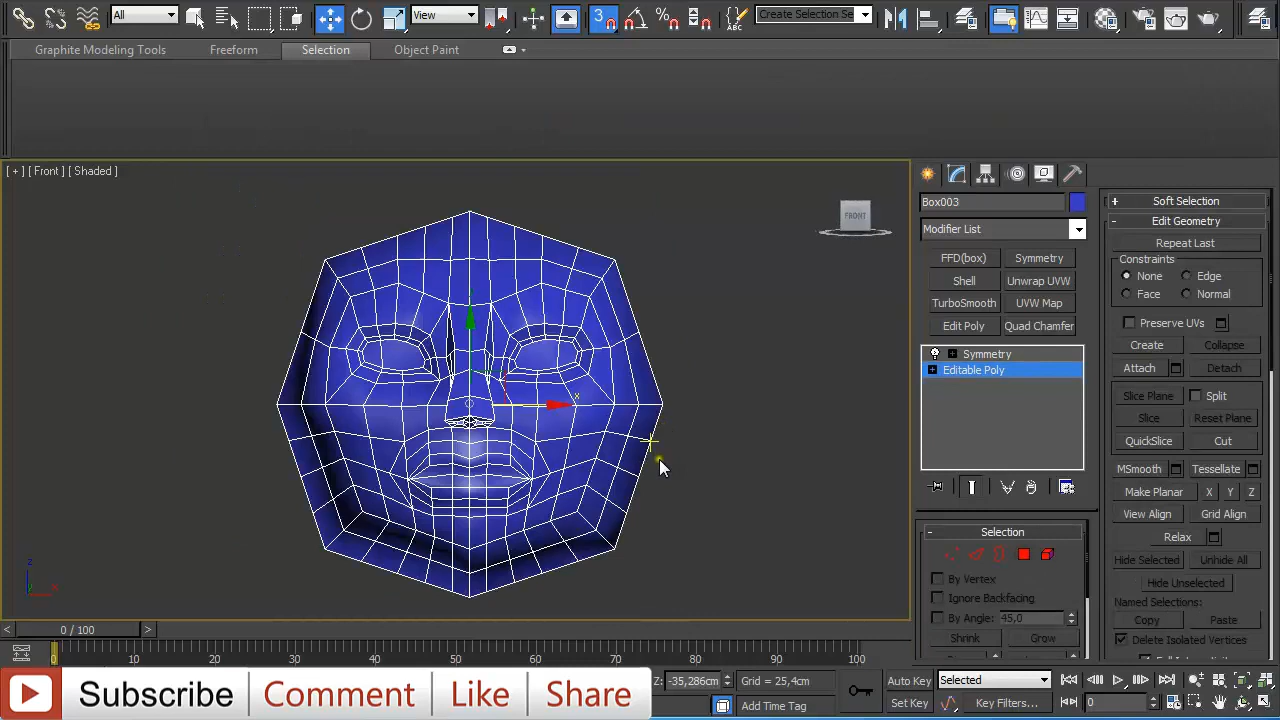 All
View
3
Create Selection Se
Graphite Modeling Tools
Freeform
Selection
Object Paint
[ + ] [ Front ] [ Shaded ]
FRONT
x
z
x
Box003
Modifier List
FFD(box)
Symmetry
Shell
Unwrap UVW
TurboSmooth
UVW Map
Edit Poly
Quad Chamfer
Symmetry
Editable Poly
Selection
By Vertex
Ignore Backfacing
By Angle: 45,0
Shrink
Grow
Soft Selection
Edit Geometry
Repeat Last
Constraints
None
Edge
Face
Normal
Preserve UVs
Create
Collapse
Attach
Detach
Slice Plane
Split
Slice
Reset Plane
QuickSlice
Cut
MSmooth
Tessellate
Make Planar
X
Y
Z
View Align
Grid Align
Relax
Hide Selected
Unhide All
Hide Unselected
Named Selections:
Copy
Paste
Delete Isolated Vertices
<
0 / 100
>
0
10
20
30
40
50
60
70
80
90
100
Subscribe
Comment
Like
Share
Z: -35,286cm
Grid = 25,4cm
Add Time Tag
Auto Key
Selected
Set Key
Key Filters...
0